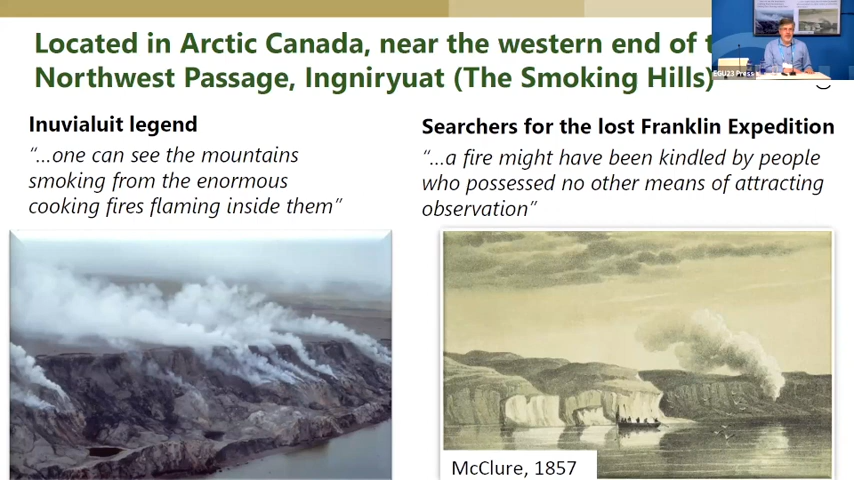 Located in Arctic Canada, near the western end of
Northwest Passage, Ingniryuat (The Smoking Hills)
EGU23 Press
Inuvialuit legend
“...one can see the mountains
smoking from the enormous
cooking fires flaming inside them”
Searchers for the lost Franklin Expedition
“...a fire might have been kindled by people
who possessed no other means of attracting
observation”
McClure, 1857